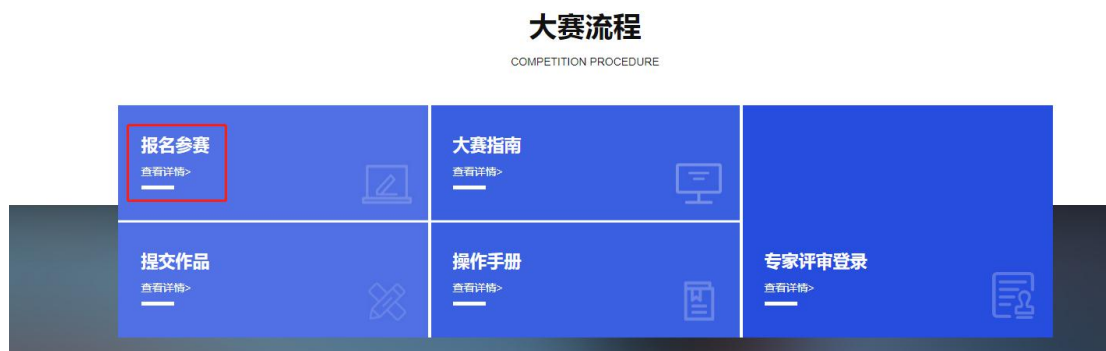 大赛流程
COMPETITION PROCEDURE
报名参赛
查看详情>
大赛指南
查看详情>
提交作品
查看详情>
操作手册
查看详情>
专家评审登录
查看详情>